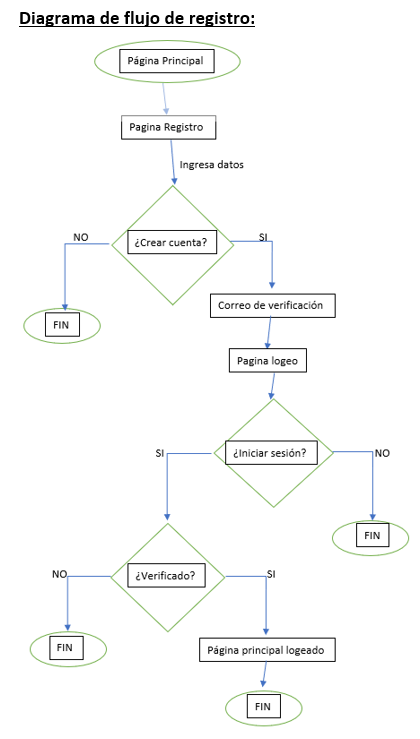 Diagrama de flujo de registro:
Página Principal
Pagina Registro
Ingresa datos
NO
¿Crear cuenta?
SI
Correo de verificación
FIN
Pagina logeo
SI
¿Iniciar sesión?
NO
FIN
NO
¿Verificado?
SI
FIN
Página principal logeado
FIN